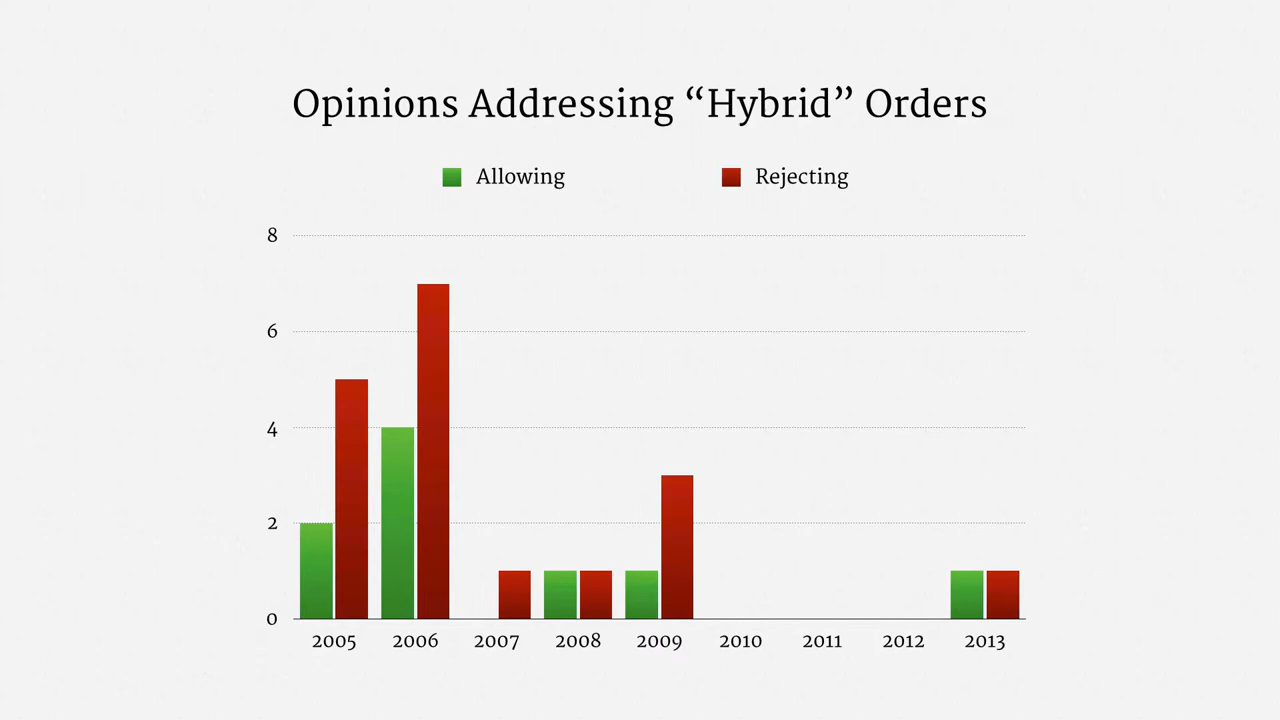 Opinions Addressing “Hybrid” Orders
Allowing Rejecting
8
6
4
2
0
2005 2006 2007 2008 2009 2010 2011 2012 2013